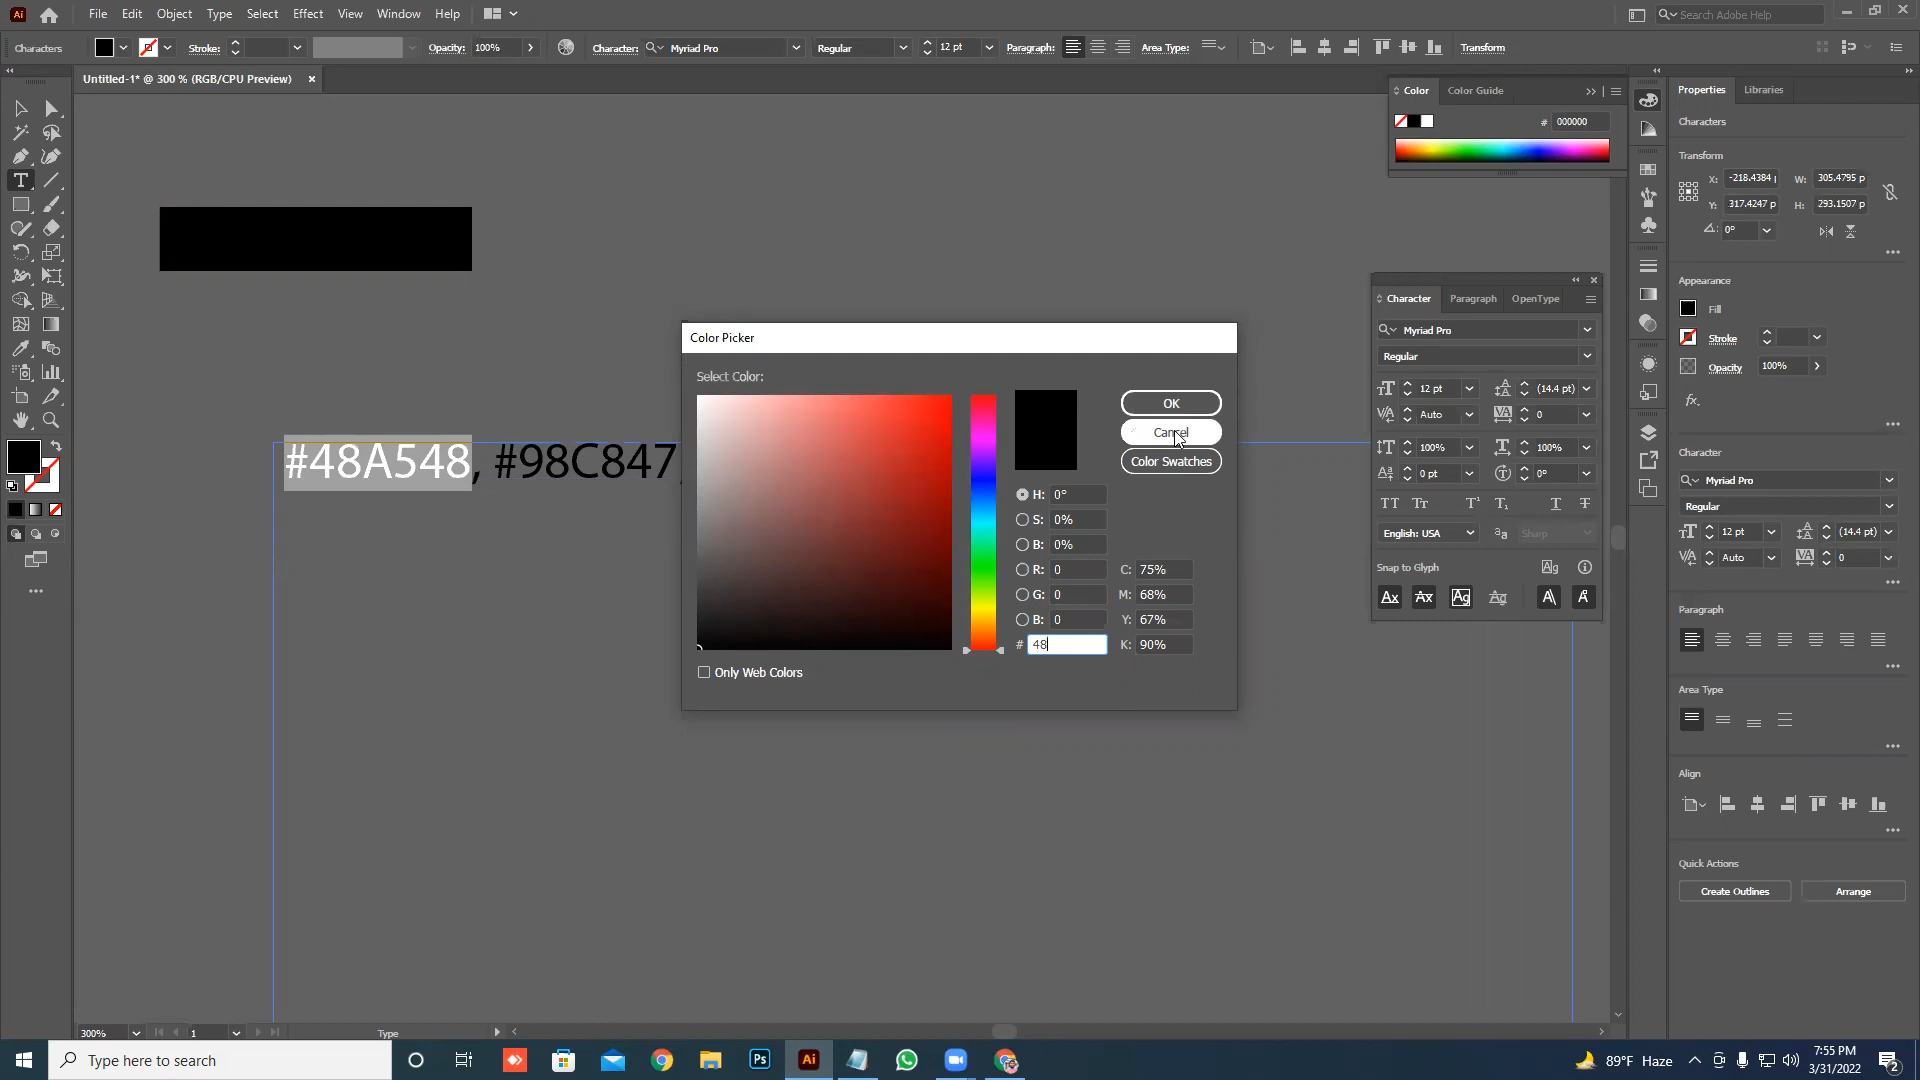 Ai File Edit Object Type Select Effect View Window Help Search Adobe Help
Characters Stroke: Opacity: 100% Character: Myriad Pro Regular 12 pt Paragraph: Area Type: Transform
Untitled-1* @ 300 % (RGB/CPU Preview)
Color Color Guide
# 000000
Properties Libraries
Characters
Transform
X: -218.4384 W: 305.4795 p
Y: 317.4247 p H: 293.1507 p
0°
Appearance
Fill
Stroke
Opacity 100%
fx.
Character
Myriad Pro
Regular
12 pt (14.4 pt)
Auto 0
Paragraph
Area Type
Align
Quick Actions
Create Outlines Arrange
Character Paragraph OpenType
Myriad Pro
Regular
12 pt (14.4 pt)
Auto 0
100% 100%
0 pt 0°
English: USA Sharp
Snap to Glyph
#48A548, #98C847,
Color Picker
Select Color:
OK
Cancel
Color Swatches
H: 0°
S: 0%
B: 0%
R: 0 C: 75%
G: 0 M: 68%
B: 0 Y: 67%
# 48 K: 90%
Only Web Colors
300% 1 Type
Type here to search Ps Ai 89°F Haze 7:55 PM
3/31/2022 2